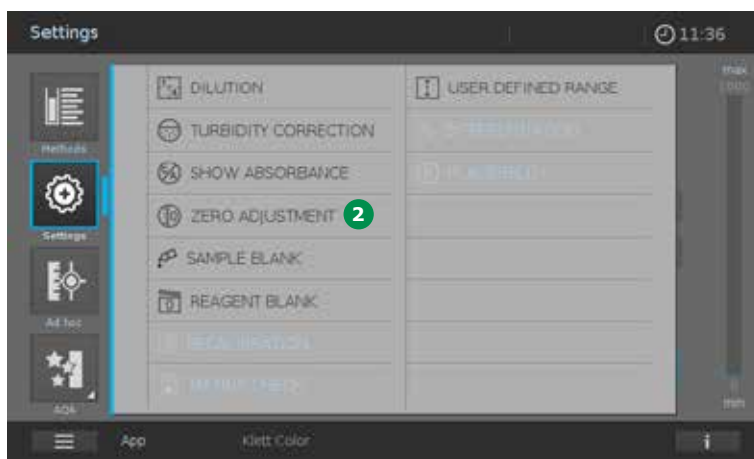 Settings
11:36
max
Methods
Settings
Ad hoc
AQA
DILUTION
TURBIDITY CORRECTION
SHOW ABSORBANCE
ZERO ADJUSTMENT 2
SAMPLE BLANK
REAGENT BLANK
RECALIBRATION
USER DEFINED RANGE
min
App
Klett Color
i